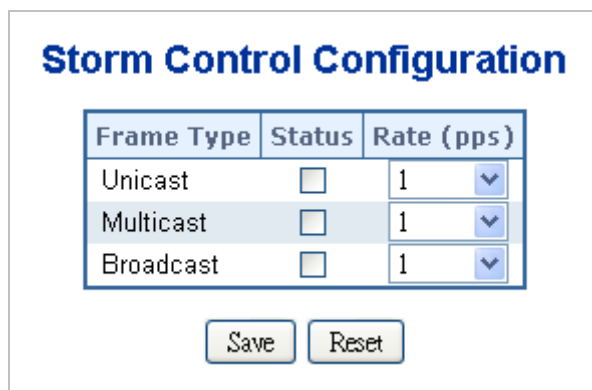 Storm Control Configuration
Frame Type Status Rate (pps)
Unicast 1
Multicast 1
Broadcast 1
Save Reset